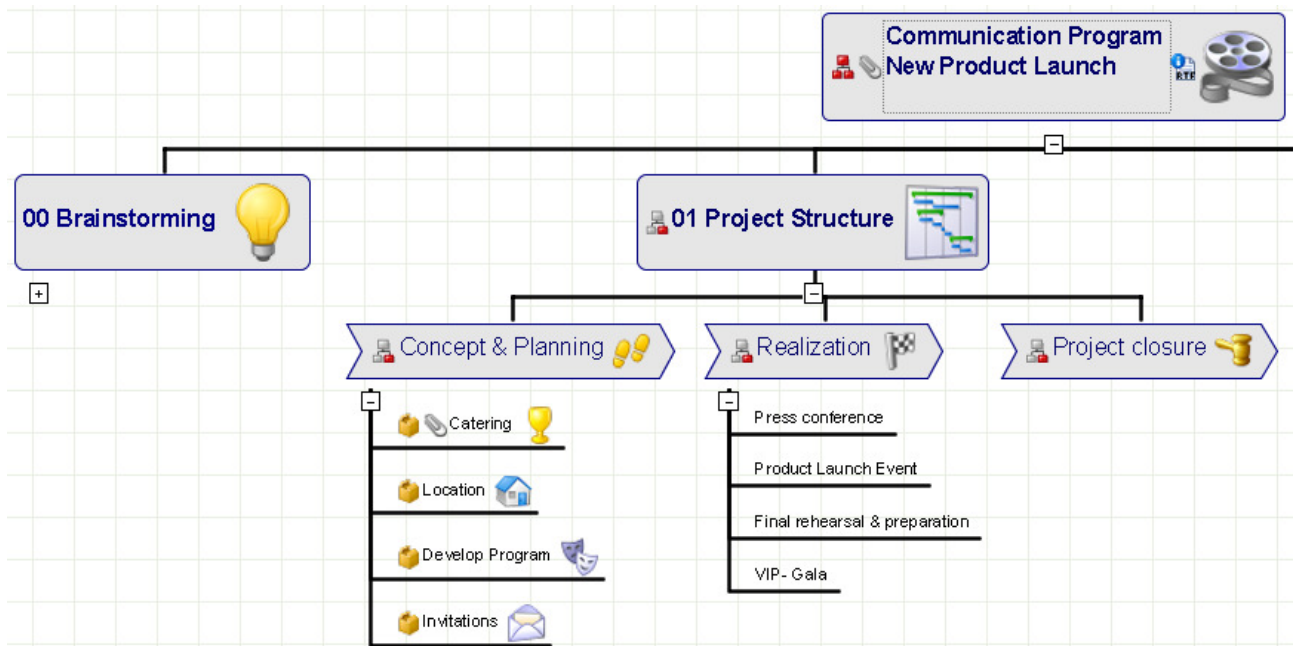 Communication Program
New Product Launch
RTF
00 Brainstorming
01 Project Structure
Concept & Planning
Realization
Project closure
Catering
Location
Develop Program
Invitations
Press conference
Product Launch Event
Final rehearsal & preparation
VIP- Gala